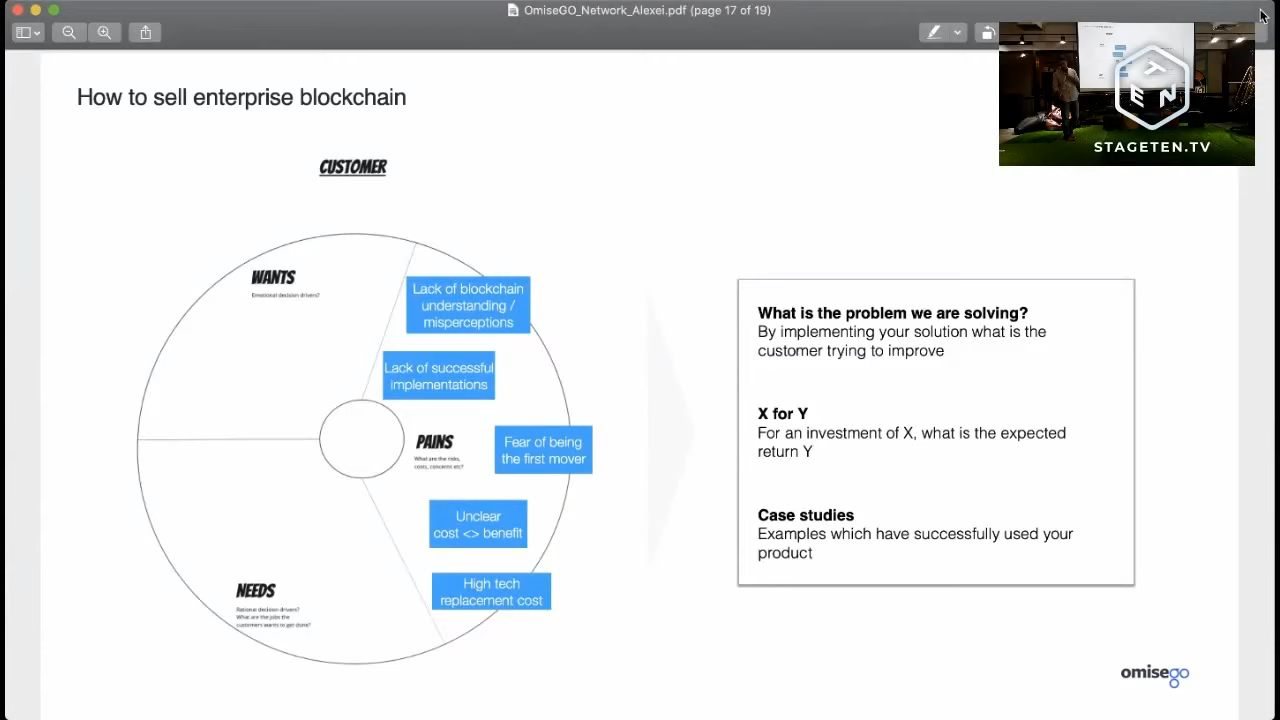 OmiseGO_Network_Alexei.pdf (page 17 of 19)
How to sell enterprise blockchain
CUSTOMER
WANTS
Emotional decision drivers?
Lack of blockchain
understanding /
misperceptions
Lack of successful
implementations
PAINS
What are the risks,
costs, concerns etc?
Fear of being
the first mover
Unclear
cost <> benefit
High tech
replacement cost
NEEDS
Rational decision drivers?
What are the jobs the
customers wants to get done?
What is the problem we are solving?
By implementing your solution what is the
customer trying to improve
X for Y
For an investment of X, what is the expected
return Y
Case studies
Examples which have successfully used your
product
omisego
TEN
STAGETEN.TV